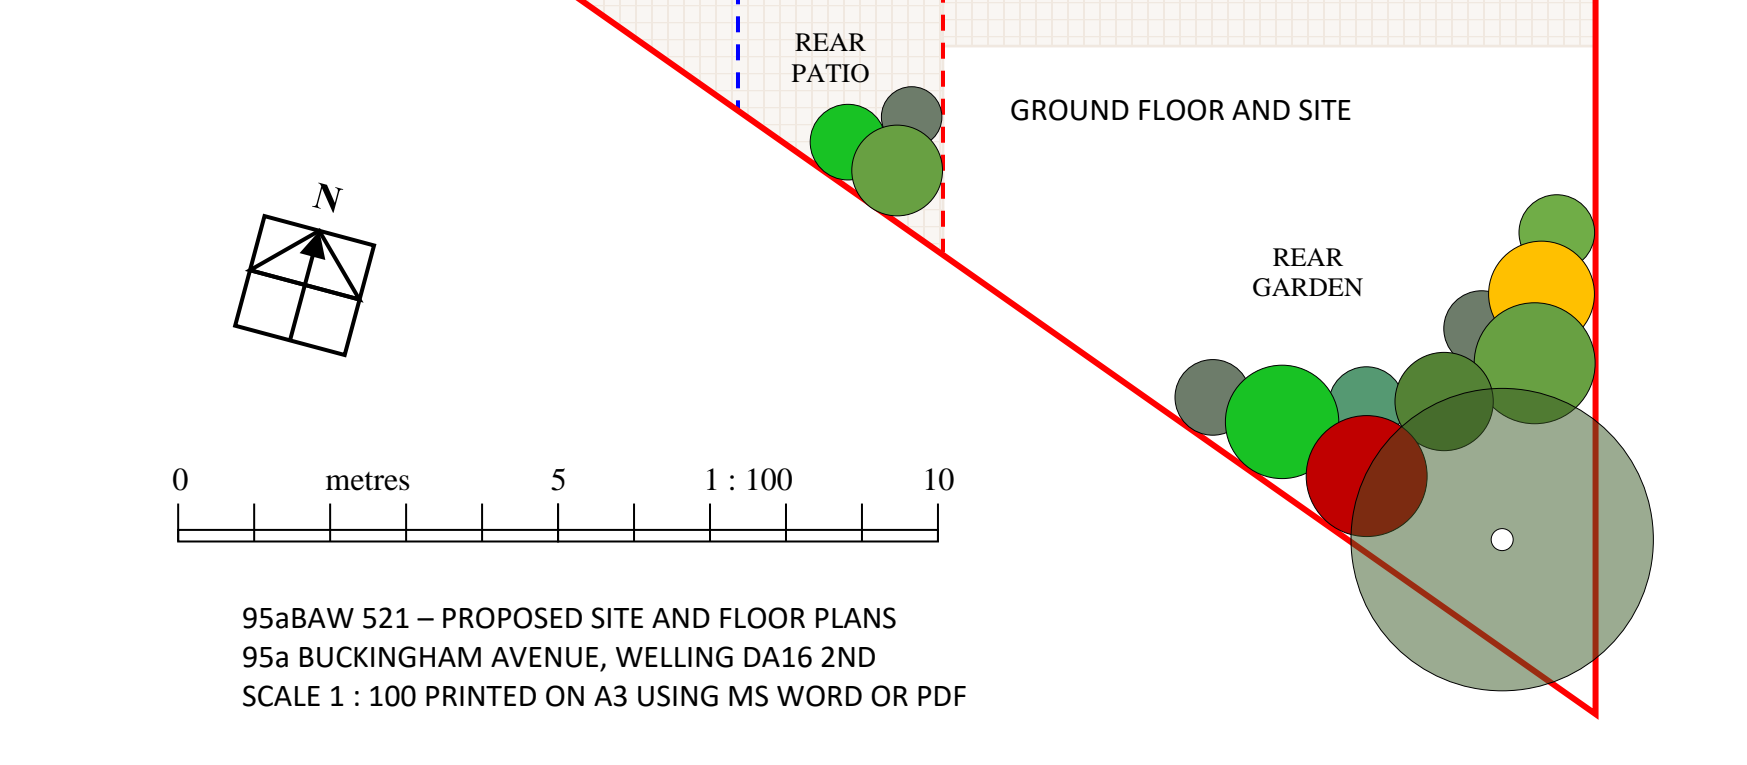 REAR
PATIO
GROUND FLOOR AND SITE
N
REAR
GARDEN
0 metres 5 1 : 100 10
95aBAW 521 – PROPOSED SITE AND FLOOR PLANS
95a BUCKINGHAM AVENUE, WELLING DA16 2ND
SCALE 1 : 100 PRINTED ON A3 USING MS WORD OR PDF